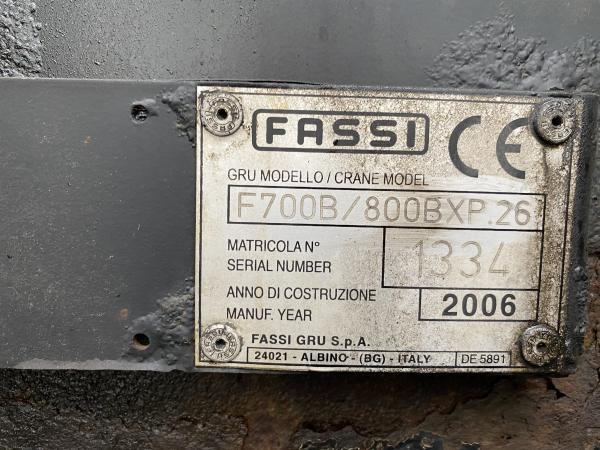 FASSI CE
GRU MODELLO / CRANE MODEL
F700B/800BXP.26
MATRICOLA N°
SERIAL NUMBER
1334
ANNO DI COSTRUZIONE
MANUF. YEAR
2006
FASSI GRU S.p.A.
24021 - ALBINO - (BG) - ITALY
DE 5891